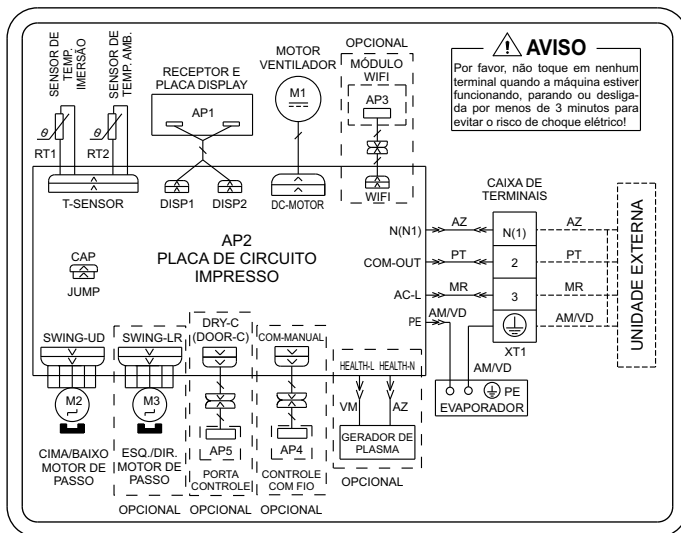 SENSOR DE
TEMP.
IMERSÃO
SENSOR DE
TEMP. AMB.
RECEPTOR E
PLACA DISPLAY
MOTOR
VENTILADOR
OPCIONAL
MÓDULO
WIFI
AVISO
Por favor, não toque em nenhum
terminal quando a máquina estiver
funcionando, parando ou desliga-
da por menos de 3 minutos para
evitar o risco de choque elétrico!
θ
RT1
θ
RT2
AP1
M1
AP3
T-SENSOR
DISP1
DISP2
DC-MOTOR
WIFI
CAIXA DE
TERMINAIS
AP2
PLACA DE CIRCUITO
IMPRESSO
CAP
JUMP
N(N1)
AZ
N(1)
AZ
COM-OUT
PT
2
PT
AC-L
MR
3
MR
PE
AM/VD
AM/VD
XT1
AM/VD
PE
EVAPORADOR
UNIDADE EXTERNA
SWING-UD
SWING-LR
DRY-C
(DOOR-C)
COM-MANUAL
HEALTH-L
HEALTH-N
M2
M3
AP5
AP4
VM
AZ
GERADOR DE
PLASMA
CIMA/BAIXO
MOTOR DE
PASSO
ESQ./DIR.
MOTOR DE
PASSO
PORTA
CONTROLE
CONTROLE
COM FIO
OPCIONAL
OPCIONAL
OPCIONAL
OPCIONAL